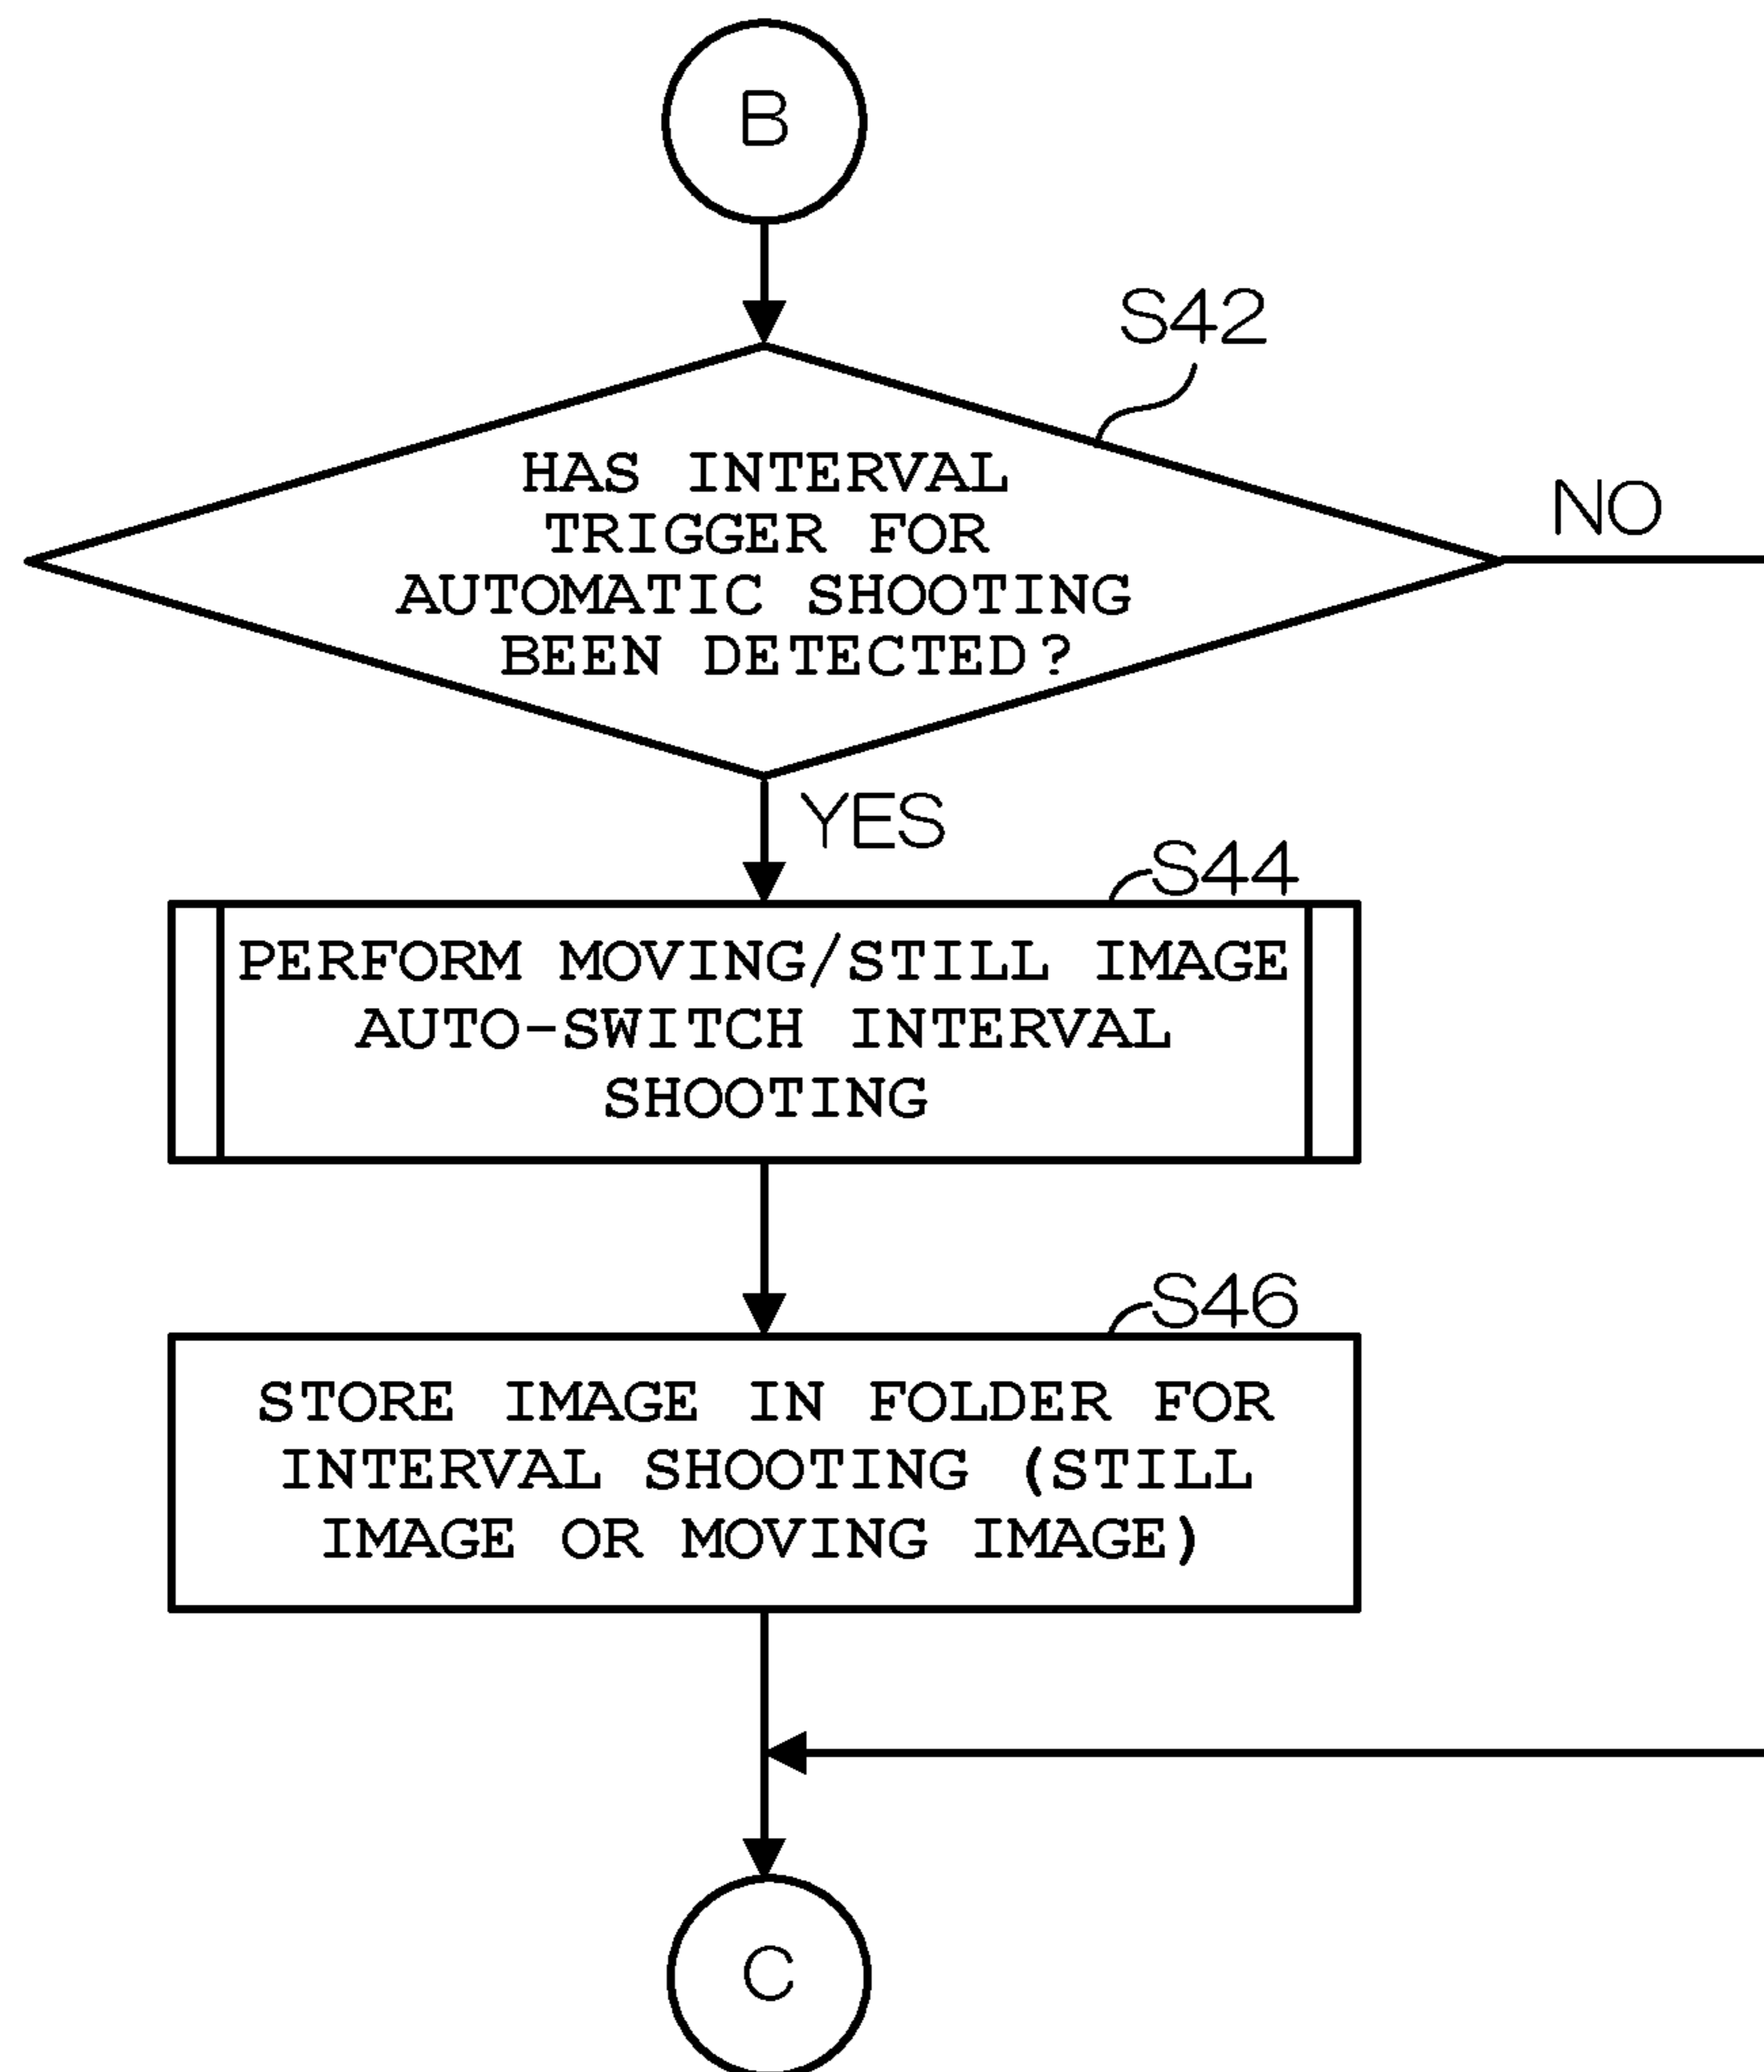 B
S42
HAS INTERVAL
TRIGGER FOR
AUTOMATIC SHOOTING
BEEN DETECTED?
NO
YES
S44
PERFORM MOVING/STILL IMAGE
AUTO-SWITCH INTERVAL
SHOOTING
S46
STORE IMAGE IN FOLDER FOR
INTERVAL SHOOTING (STILL
IMAGE OR MOVING IMAGE)
C